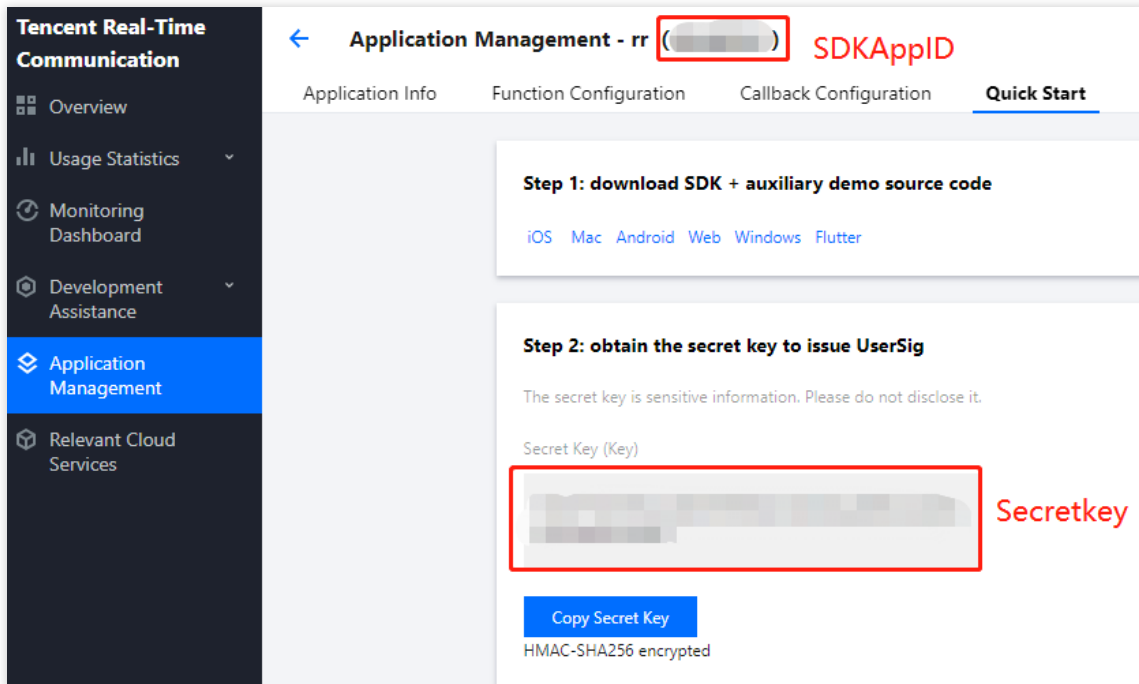 Tencent Real-Time
Communication
Overview
Usage Statistics
Monitoring
Dashboard
Development
Assistance
Application
Management
Relevant Cloud
Services
Application Management - rr ( )
SDKAppID
Application Info
Function Configuration
Callback Configuration
Quick Start
Step 1: download SDK + auxiliary demo source code
iOS Mac Android Web Windows Flutter
Step 2: obtain the secret key to issue UserSig
The secret key is sensitive information. Please do not disclose it.
Secret Key (Key)
Secretkey
Copy Secret Key
HMAC-SHA256 encrypted